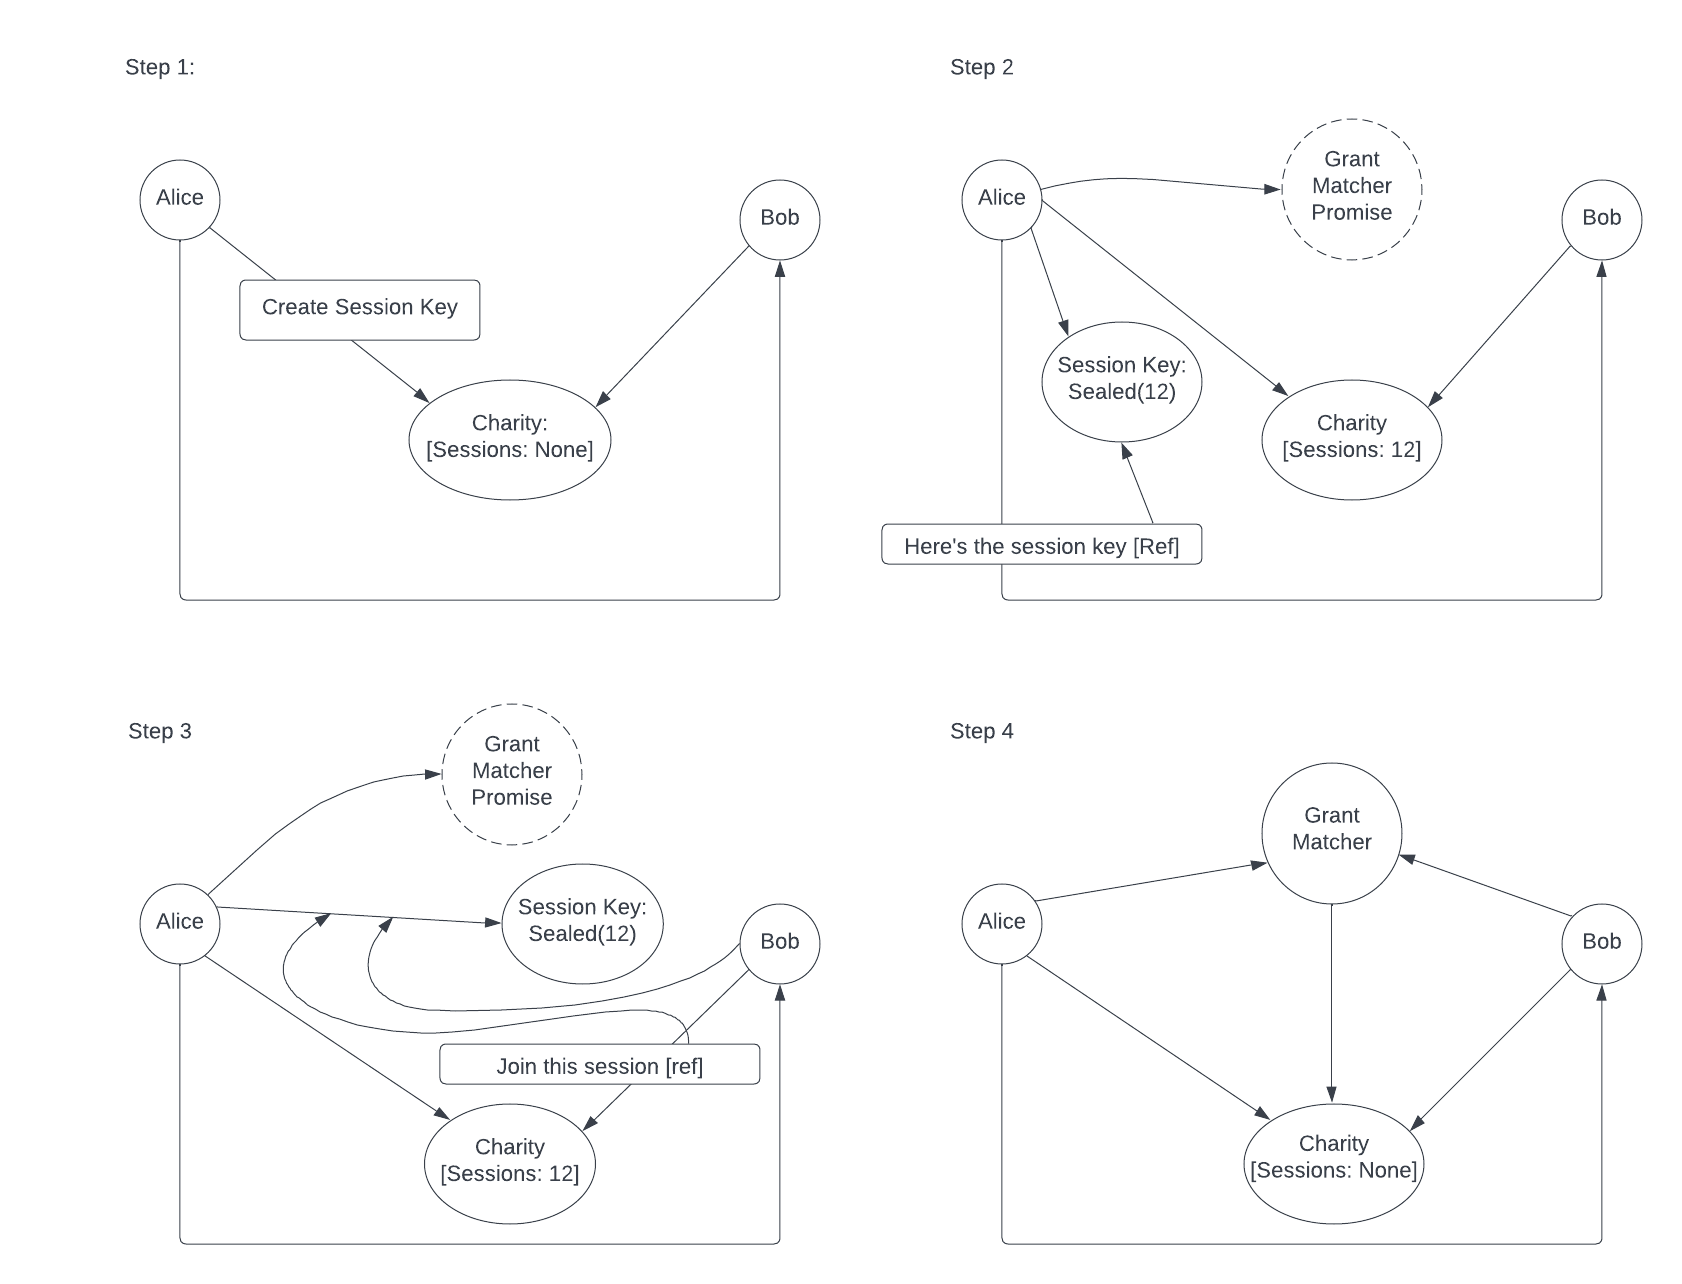 Step 1:
Alice
Bob
Create Session Key
Charity:
[Sessions: None]
Step 2
Grant
Matcher
Promise
Alice
Bob
Session Key:
Sealed(12)
Charity
[Sessions: 12]
Here's the session key [Ref]
Step 3
Grant
Matcher
Promise
Alice
Session Key:
Sealed(12)
Bob
Join this session [ref]
Charity
[Sessions: 12]
Step 4
Grant
Matcher
Alice
Bob
Charity
[Sessions: None]